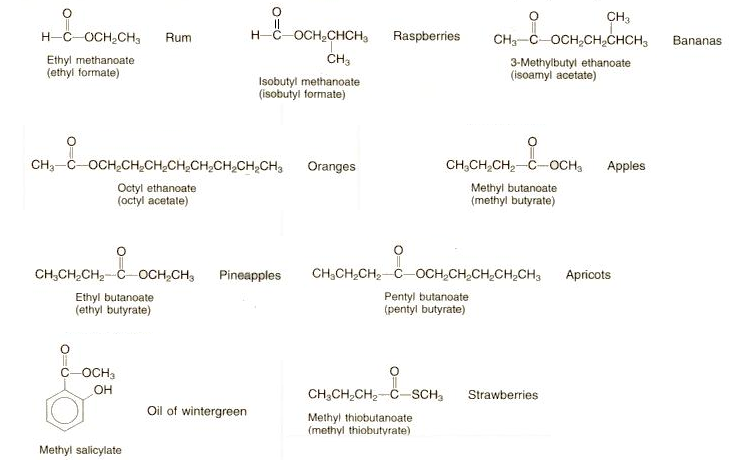 O
H–C–OCH₂CH₃ Rum
Ethyl methanoate
(ethyl formate)
O
H–C–OCH₂CHCH₃ Raspberries
CH₃
Isobutyl methanoate
(isobutyl formate)
O CH₃
CH₃–C–OCH₂CH₂CHCH₃ Bananas
3-Methylbutyl ethanoate
(isoamyl acetate)
O
CH₃–C–OCH₂CH₂CH₂CH₂CH₂CH₂CH₂CH₃ Oranges
Octyl ethanoate
(octyl acetate)
O
CH₃CH₂CH₂–C–OCH₃ Apples
Methyl butanoate
(methyl butyrate)
O
CH₃CH₂CH₂–C–OCH₂CH₃ Pineapples
Ethyl butanoate
(ethyl butyrate)
O
CH₃CH₂CH₂–C–OCH₂CH₂CH₂CH₂CH₃ Apricots
Pentyl butanoate
(pentyl butyrate)
O
C–OCH₃
OH
Oil of wintergreen
Methyl salicylate
O
CH₃CH₂CH₂–C–SCH₃ Strawberries
Methyl thiobutanoate
(methyl thiobutyrate)